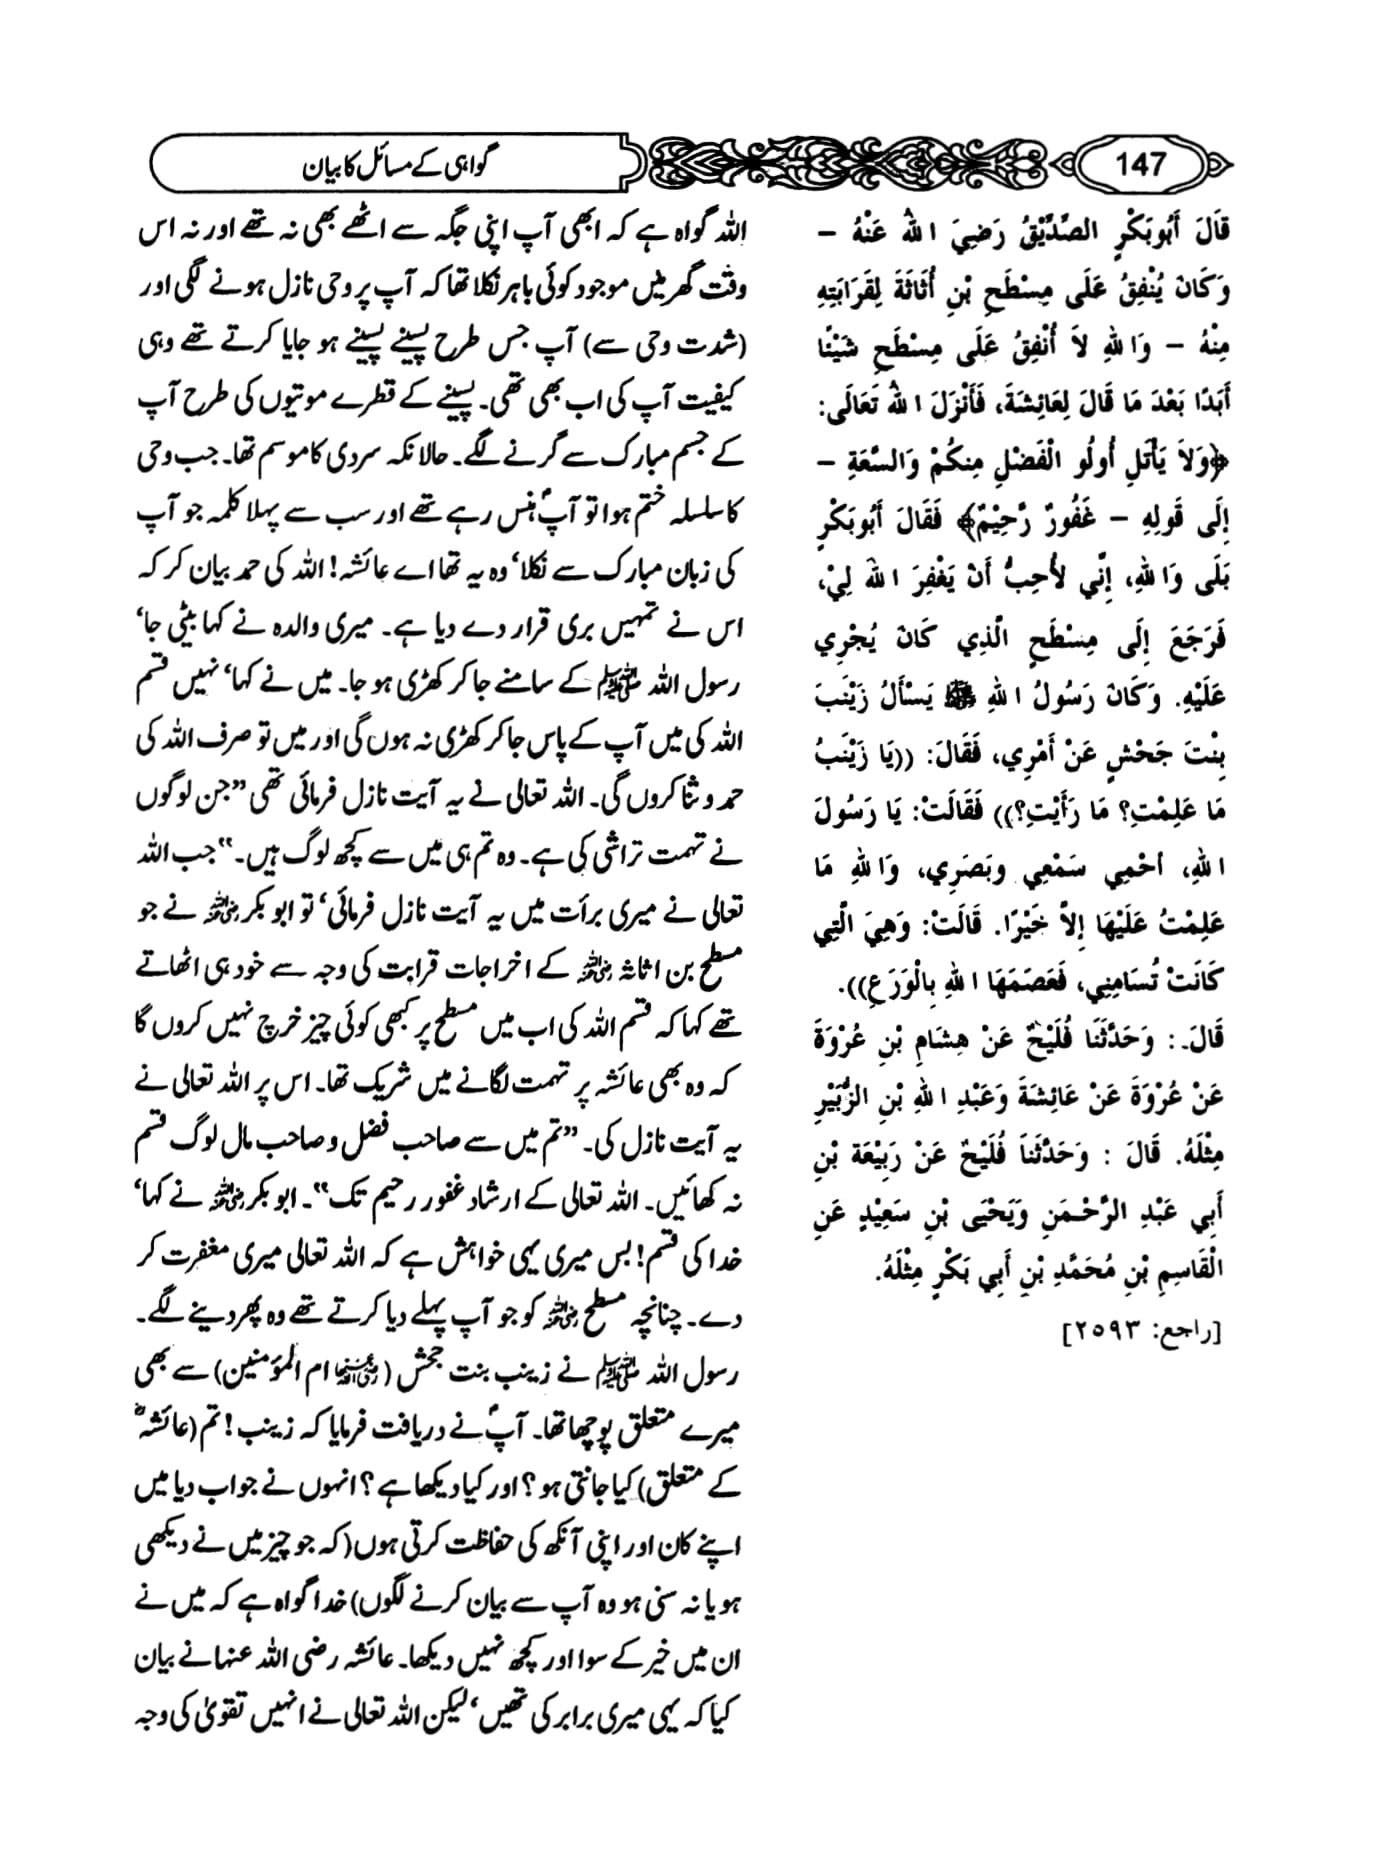 147
گواہی کے مسائل کا بیان
قَالَ أَبُوبَكْرٍ الصِّدِّيْقُ رَضِيَ اللهُ عَنْهُ –
وَكَانَ يُنْفِقُ عَلَى مِسْطَحِ بْنِ أُثَاثَةَ لِقَرَابَتِهِ
مِنْهُ – وَاللهِ لاَ أُنْفِقُ عَلَى مِسْطَحِ شَيْئًا
أَبَدًا بَعْدَ مَا قَالَ لِعَائِشَةَ، فَأَنْزَلَ اللهُ تَعَالَى:
﴿وَلاَ يَأْتَلِ أُولُو الْفَضْلِ مِنكُمْ وَالسَّعَةِ –
إِلَى قَولِهِ – غَفُورٌ رَّحِيْمٌ﴾ فَقَالَ أَبُوبَكْرٍ
بَلَى وَاللهِ، إِنِّي لأُحِبُّ أَنْ يَغْفِرَ اللهُ لِيْ،
فَرَجَعَ إِلَى مِسْطَحٍ الَّذِي كَانَ يُجْرِي
عَلَيْهِ. وَكَانَ رَسُولُ اللهِ ﷺ يَسْأَلُ زَيْنَبَ
بِنْتَ جَحْشٍ عَنْ أَمْرِي، فَقَالَ: ((يَا زَيْنَبُ
مَا عَلِمْتِ؟ مَا رَأَيْتِ؟)) فَقَالَتْ: يَا رَسُولَ
اللهِ، أحْمِي سَمْعِي وبَصَرِي، وَاللهِ مَا
عَلِمْتُ عَلَيْهَا إِلاَّ خَيْرًا. قَالَتْ: وَهِيَ الَّتِي
كَانَتْ تُسَامِنِي، فَعَصَمَهَا اللهِ بِالْوَرَعِ)).
قَالَ: وَحَدَّثَنَا فُلَيْحٌ عَنْ هِشَامِ بْنِ عُرْوَةَ
عَنْ عُرْوَةَ عَنْ عَائِشَةَ وَعَبْدِ اللهِ بْنِ الزُّبَيْرِ
مِثْلَهُ. قَالَ : وَحَدَّثَنَا فُلَيْحٌ عَنْ رَبِيْعَة بْنِ
أَبِي عَبْدِ الرَّحْمَنِ وَيَحْيَى بْنِ سَعِيْدٍ عَنِ
الْقَاسِمِ بْنِ مُحَمَّدِ بْنِ أَبِي بَكْرٍ مِثْلَهُ.
[راجع: ٢٥٩٣]
اللہ گواہ ہے کہ ابھی آپ اپنی جگہ سے اٹھے بھی نہ تھے اور نہ اس
وقت گھر میں موجود کوئی باہر نکلا تھا کہ آپ پر وحی نازل ہونے لگی اور
(شدت وحی سے) آپ جس طرح پسینے پسینے ہو جایا کرتے تھے وہی
کیفیت آپ کی اب بھی تھی۔ پسینے کے قطرے موتیوں کی طرح آپ
کے جسم مبارک سے گرنے لگے۔ حالانکہ سردی کا موسم تھا۔ جب وحی
کا سلسلہ ختم ہوا تو آپؐ ہنس رہے تھے اور سب سے پہلا کلمہ جو آپ
کی زبان مبارک سے نکلا‘ وہ یہ تھا اے عائشہ! اللہ کی حمد بیان کر کہ
اس نے تمہیں بری قرار دے دیا ہے۔ میری والدہ نے کہا بیٹی جا‘
رسول اللہ ﷺ کے سامنے جا کر کھڑی ہو جا۔ میں نے کہا‘ نہیں قسم
اللہ کی میں آپ کے پاس جا کر کھڑی نہ ہوں گی اور میں تو صرف اللہ کی
حمد و ثنا کروں گی۔ اللہ تعالیٰ نے یہ آیت نازل فرمائی تھی ”جن لوگوں
نے تہمت تراشی کی ہے۔ وہ تم ہی میں سے کچھ لوگ ہیں۔“ جب اللہ
تعالیٰ نے میری برأت میں یہ آیت نازل فرمائی‘ تو ابو بکر رضی اللہ عنہ نے جو
مسطح بن اثاثہ رضی اللہ عنہ کے اخراجات قرابت کی وجہ سے خود ہی اٹھاتے
تھے کہا کہ قسم اللہ کی اب میں مسطح پر کبھی کوئی چیز خرچ نہیں کروں گا
کہ وہ بھی عائشہ پر تہمت لگانے میں شریک تھا۔ اس پر اللہ تعالیٰ نے
یہ آیت نازل کی۔ ”تم میں سے صاحب فضل و صاحب مال لوگ قسم
نہ کھائیں۔ اللہ تعالیٰ کے ارشاد غفور رحیم تک“۔ ابو بکر رضی اللہ عنہ نے کہا‘
خدا کی قسم! بس میری یہی خواہش ہے کہ اللہ تعالیٰ میری مغفرت کر
دے۔ چنانچہ مسطح رضی اللہ عنہ کو جو آپ پہلے دیا کرتے تھے وہ پھر دینے لگے۔
رسول اللہ ﷺ نے زینب بنت جحش (رضی اللہ عنہا ام المؤمنین) سے بھی
میرے متعلق پوچھا تھا۔ آپؐ نے دریافت فرمایا کہ زینب! تم (عائشہؓ
کے متعلق) کیا جانتی ہو؟ اور کیا دیکھا ہے؟ انہوں نے جواب دیا میں
اپنے کان اور اپنی آنکھ کی حفاظت کرتی ہوں (کہ جو چیز میں نے دیکھی
ہو یا نہ سنی ہو وہ آپ سے بیان کرنے لگوں) خدا گواہ ہے کہ میں نے
ان میں خیر کے سوا اور کچھ نہیں دیکھا۔ عائشہ رضی اللہ عنہا نے بیان
کیا کہ یہی میری برابر کی تھیں‘ لیکن اللہ تعالیٰ نے انہیں تقویٰ کی وجہ